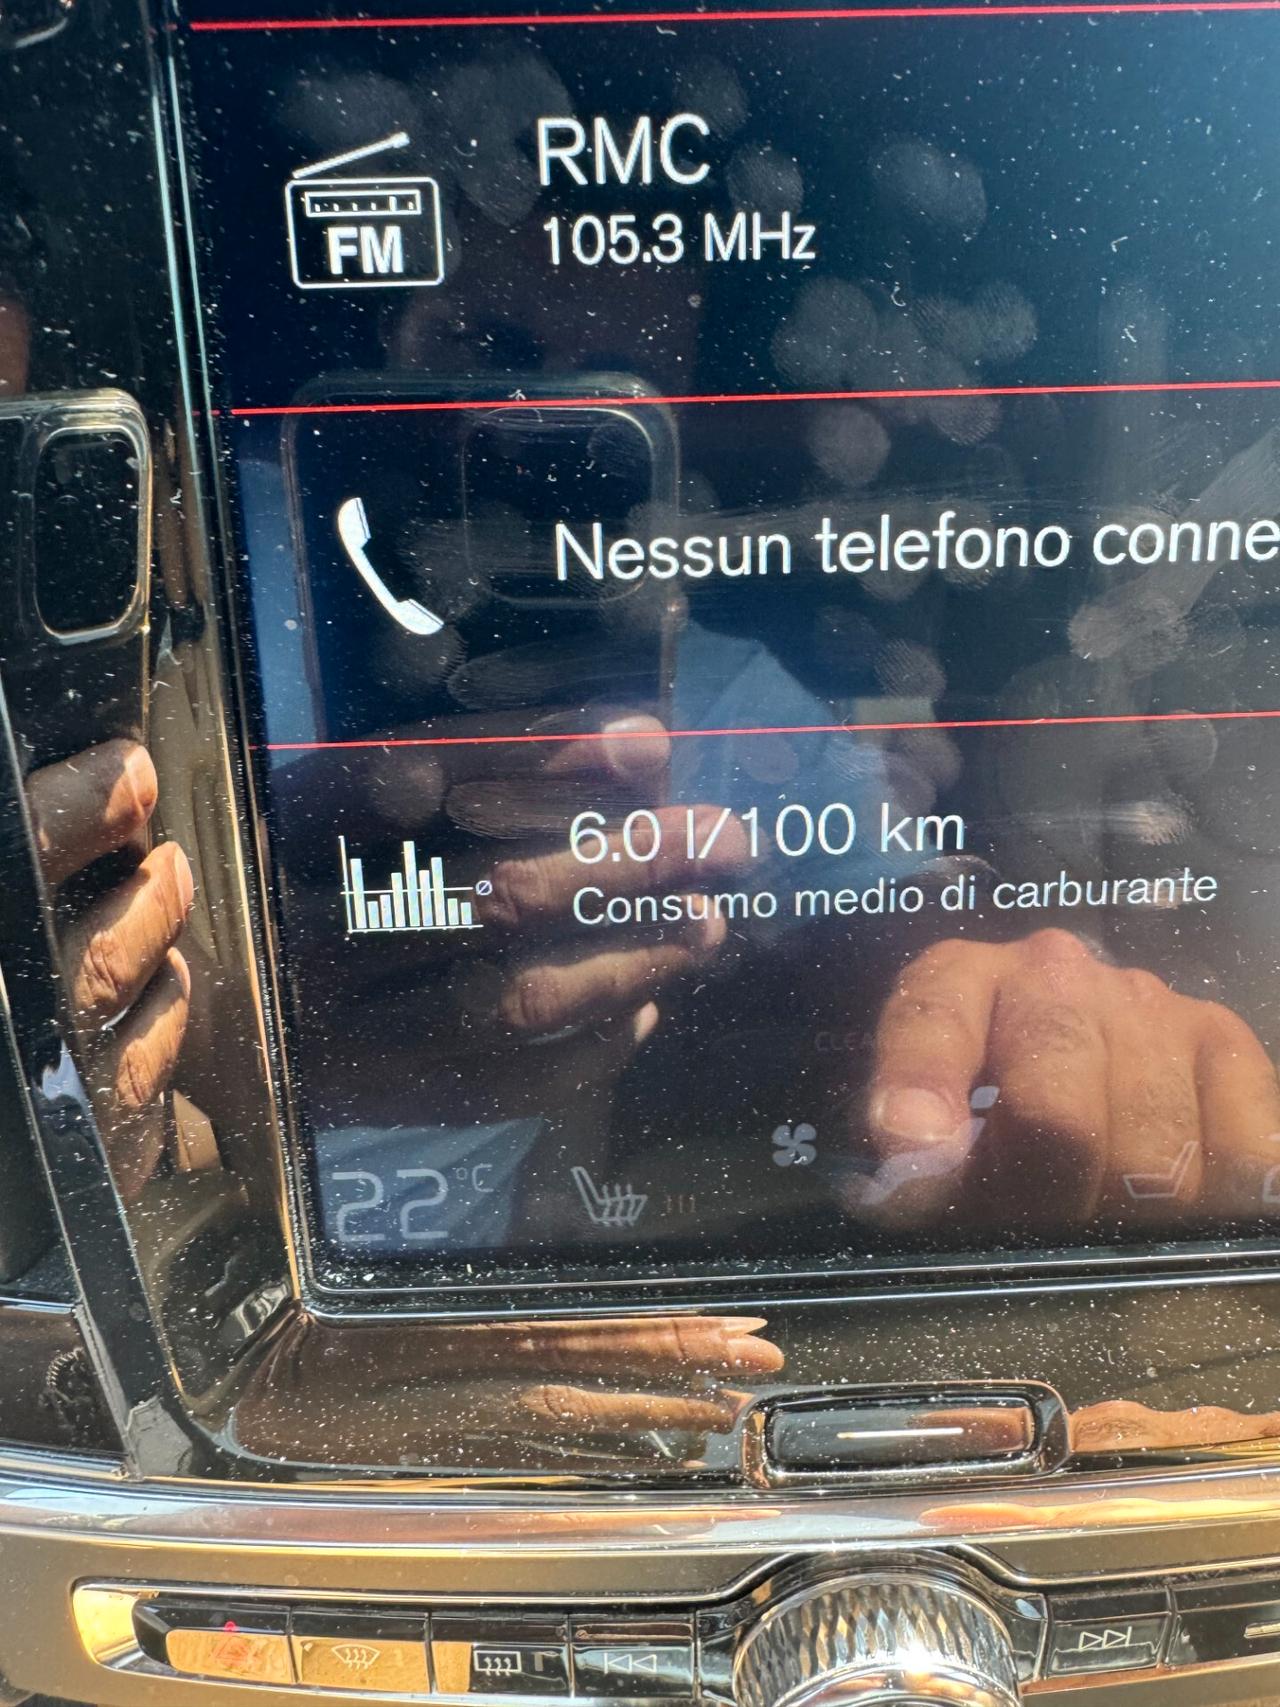 RMC
105.3 MHz
FM
Nessun telefono conne
6.0 l/100 km
Ø
Consumo medio di carburante
22°C